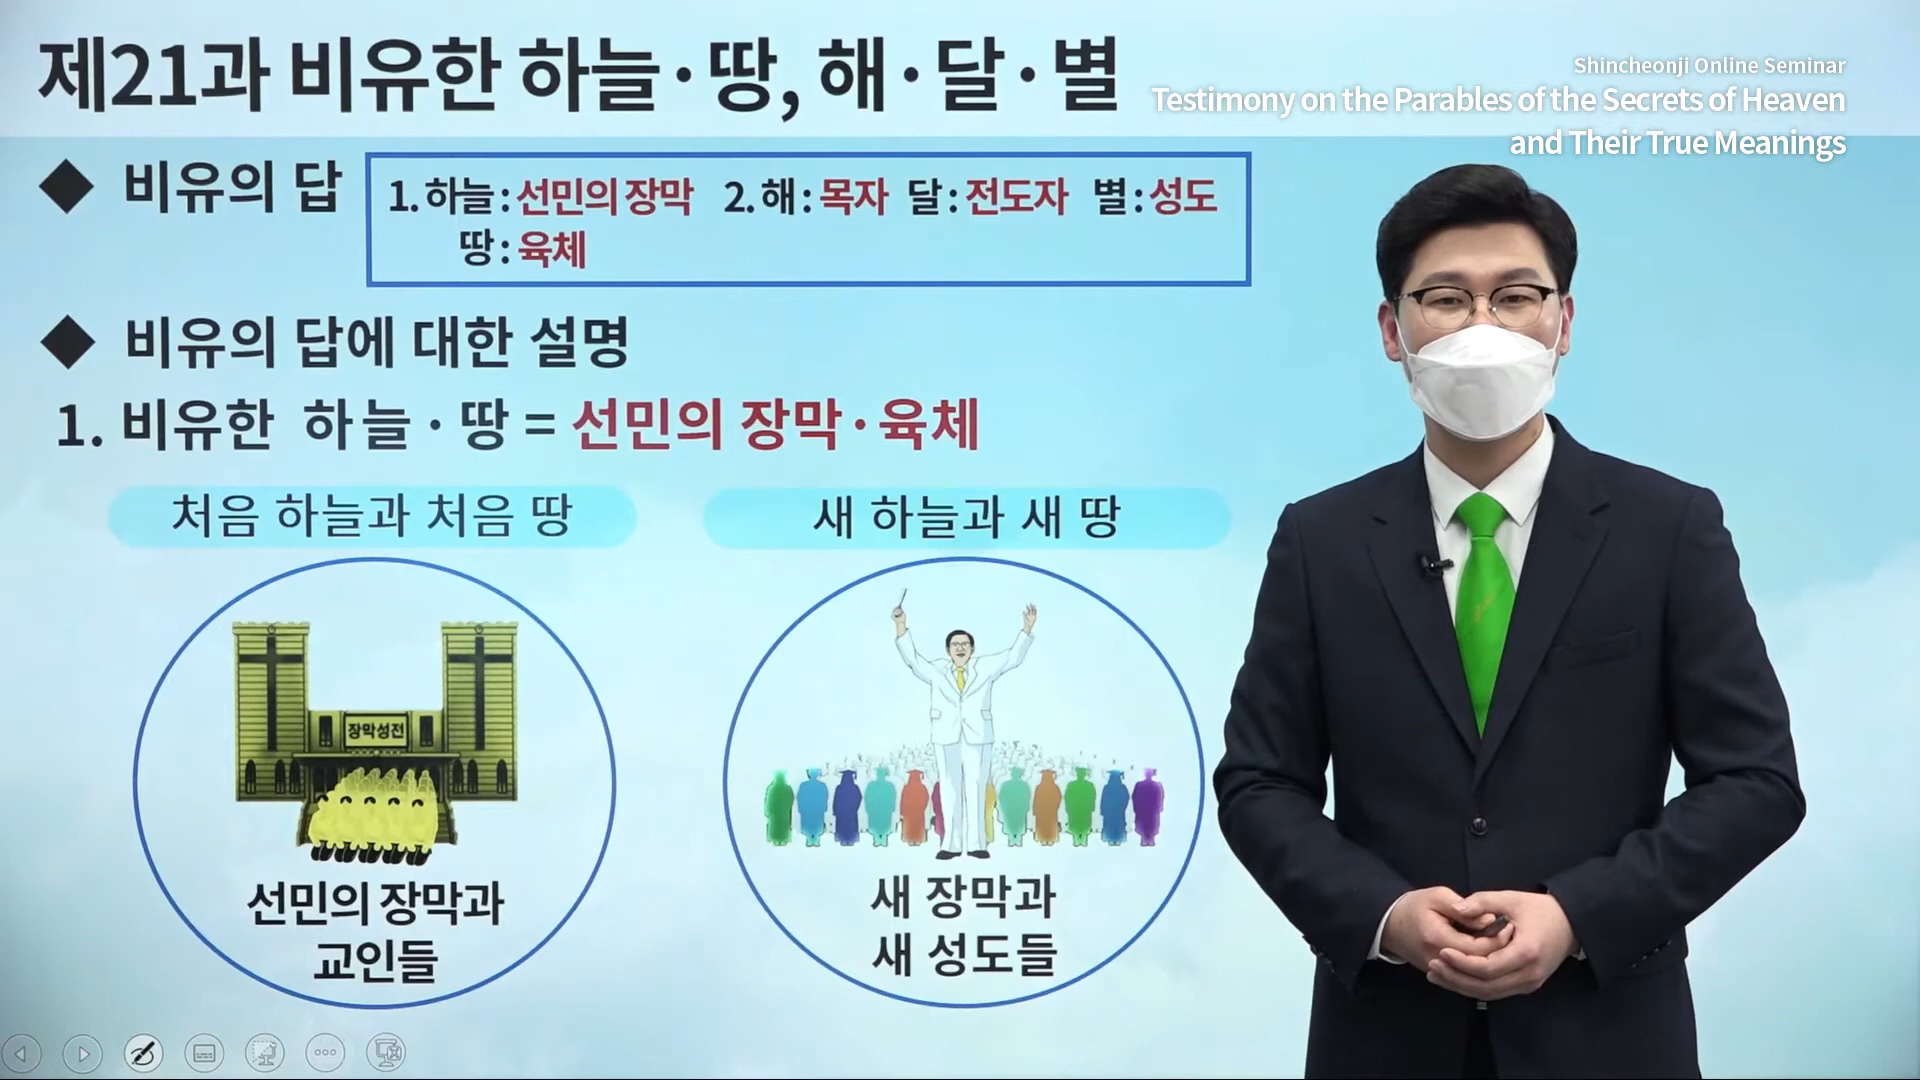 제21과 비유한 하늘·땅, 해·달·별
Shincheonji Online Seminar
Testimony on the Parables of the Secrets of Heaven
and Their True Meanings
◆ 비유의 답
1. 하늘 : 선민의 장막 2. 해 : 목자 달 : 전도자 별 : 성도
땅 : 육체
◆ 비유의 답에 대한 설명
1. 비유한 하늘·땅 = 선민의 장막·육체
처음 하늘과 처음 땅
새 하늘과 새 땅
장막성전
선민의 장막과
교인들
새 장막과
새 성도들